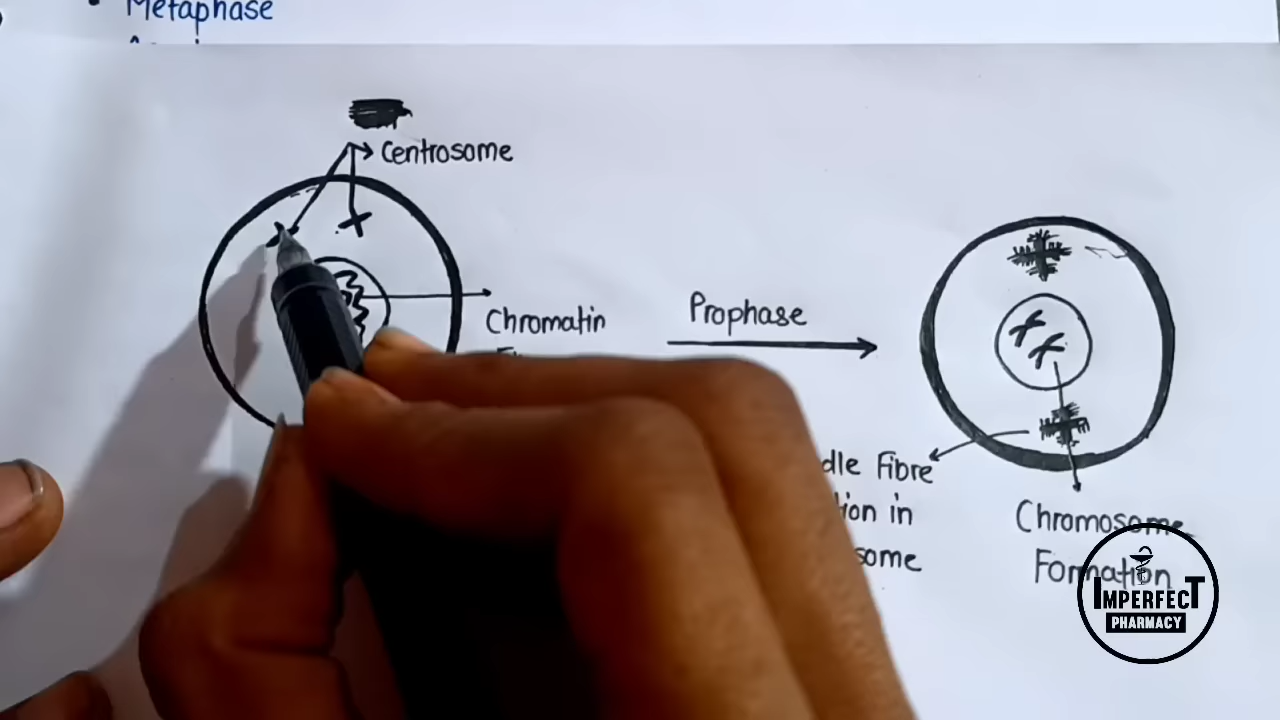 Metaphase
Centrosome
Chromatin
Prophase
dle Fibre
ion in
some
Chromosome
Formation
IMPERFECT
PHARMACY